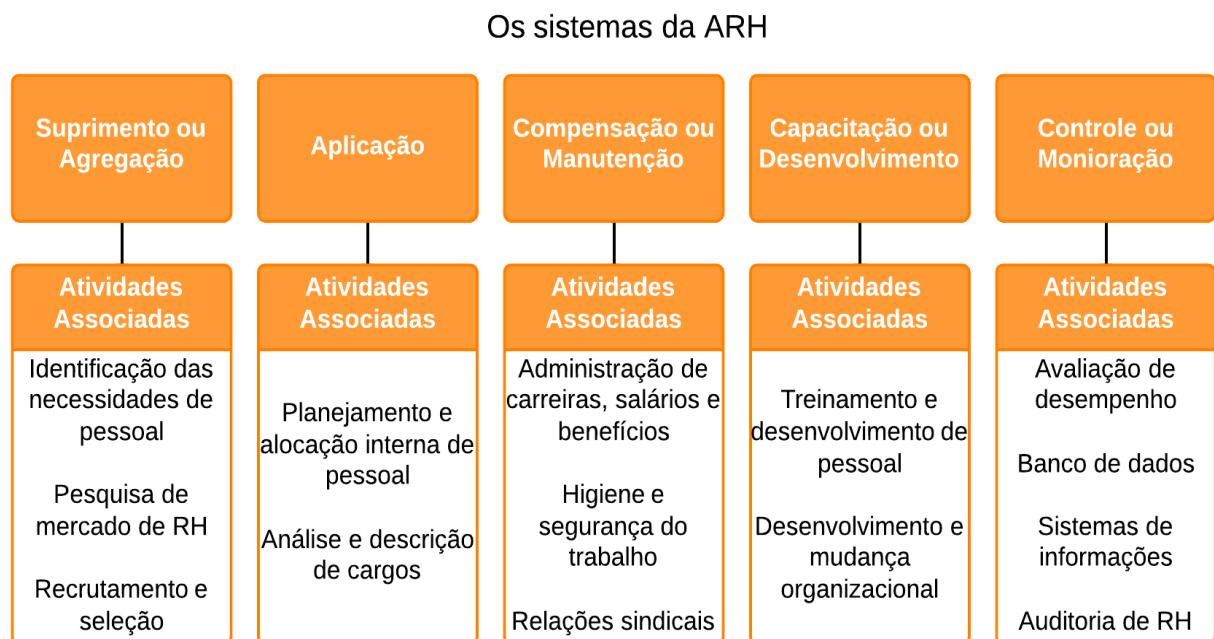 Os sistemas da ARH
Suprimento ou
Agregação
Aplicação
Compensação ou
Manutenção
Capacitação ou
Desenvolvimento
Controle ou
Monioração
Atividades
Associadas
Identificação das
necessidades de
pessoal
Pesquisa de
mercado de RH
Recrutamento e
seleção
Atividades
Associadas
Planejamento e
alocação interna de
pessoal
Análise e descrição
de cargos
Atividades
Associadas
Administração de
carreiras, salários e
benefícios
Higiene e
segurança do
trabalho
Relações sindicais
Atividades
Associadas
Treinamento e
desenvolvimento de
pessoal
Desenvolvimento e
mudança
organizacional
Atividades
Associadas
Avaliação de
desempenho
Banco de dados
Sistemas de
informações
Auditoria de RH